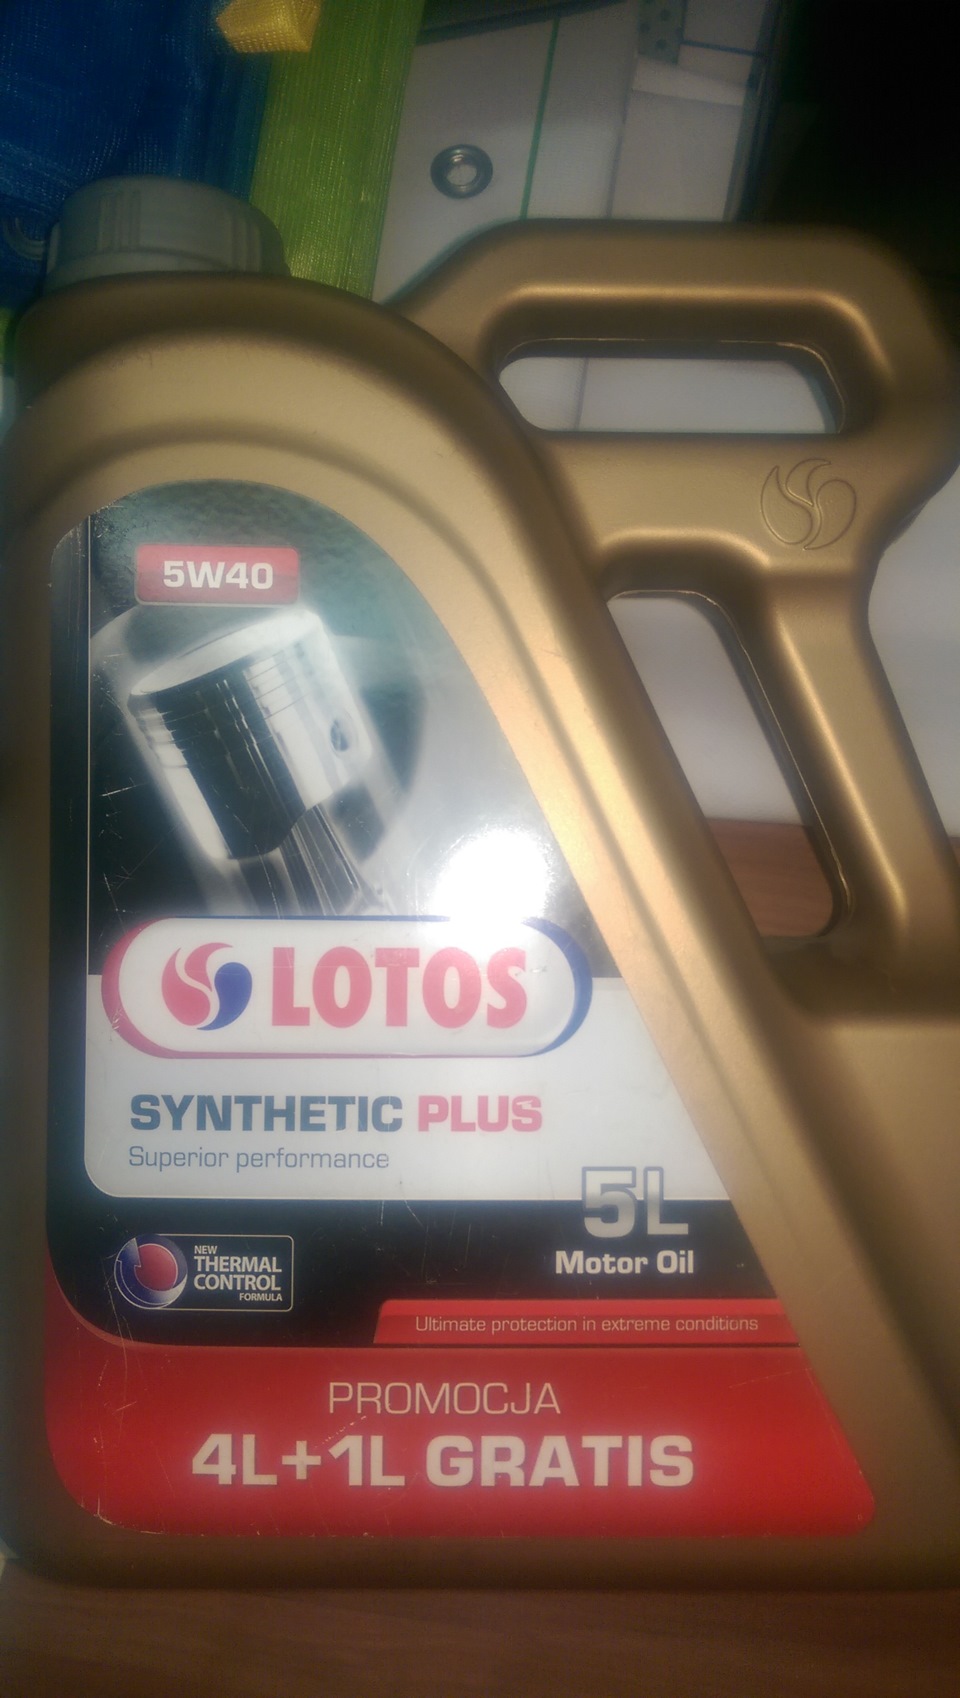 5W40
LOTOS
SYNTHETIC PLUS
Superior performance
5L
Motor Oil
NEW
THERMAL
CONTROL
FORMULA
Ultimate protection in extreme conditions
PROMOCJA
4L+1L GRATIS